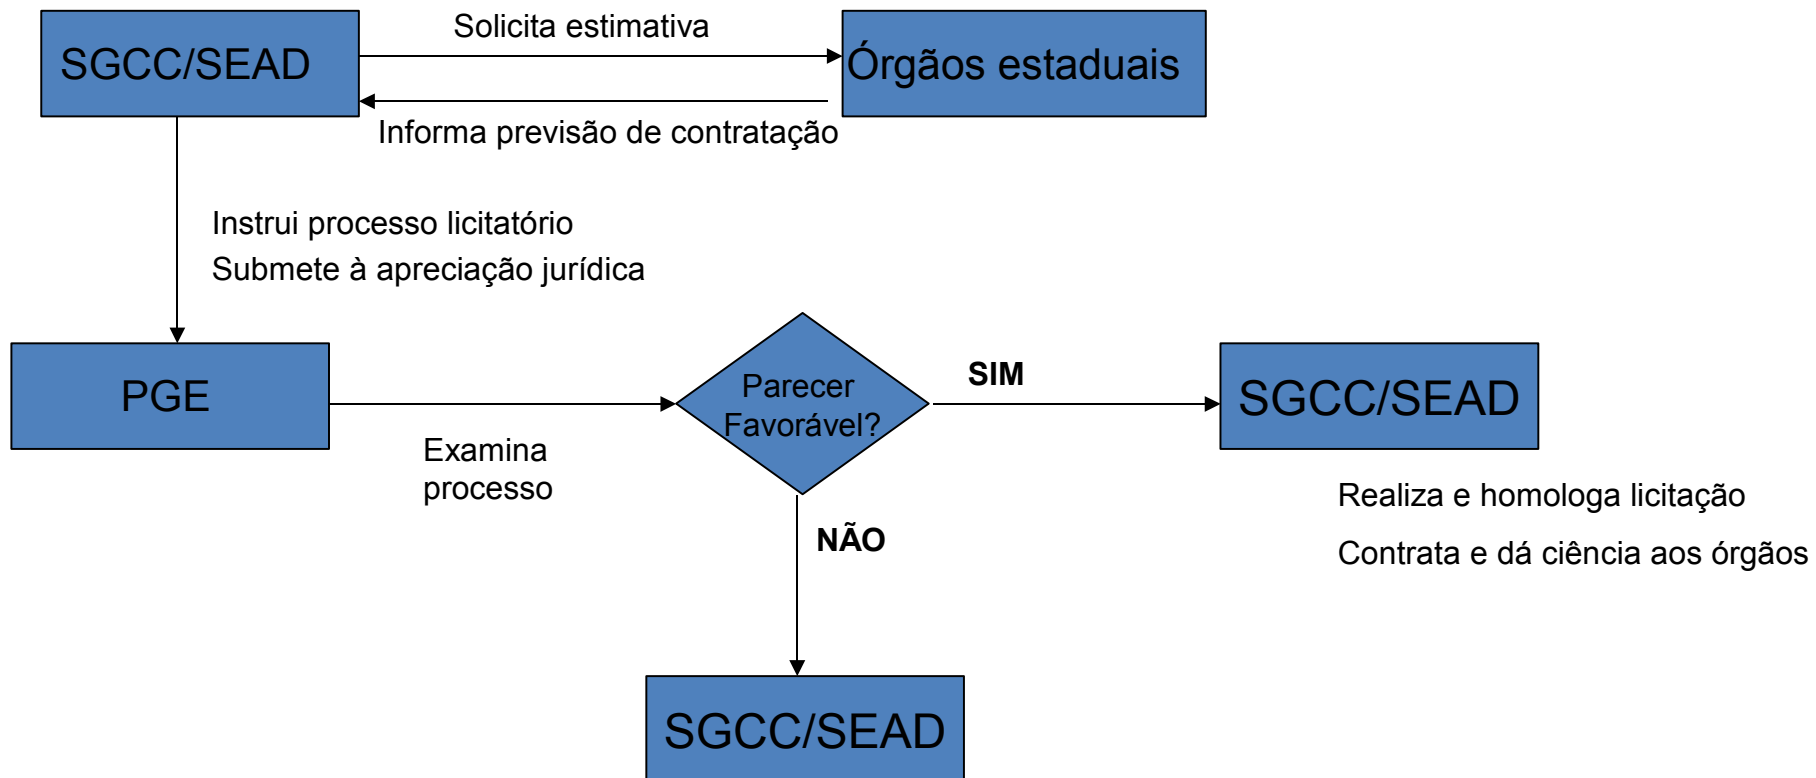 Solicita estimativa
SGCC/SEAD
Órgãos estaduais
Informa previsão de contratação
Instrui processo licitatório
Submete à apreciação jurídica
PGE
Examina
processo
Parecer
Favorável?
SIM
SGCC/SEAD
Realiza e homologa licitação
Contrata e dá ciência aos órgãos
NÃO
SGCC/SEAD